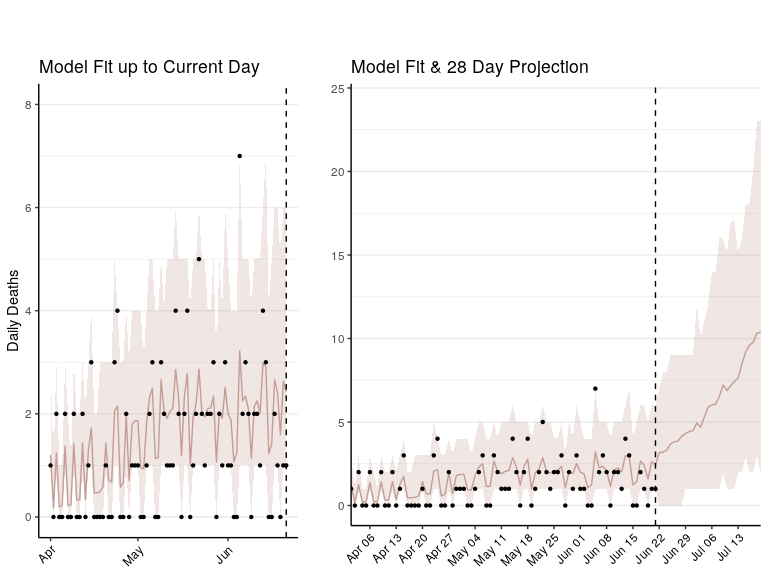 Model Fit up to Current Day
Model Fit & 28 Day Projection
Daily Deaths
8
6
4
2
0
Apr
May
Jun
25
20
15
10
5
0
Apr 06
Apr 13
Apr 20
Apr 27
May 04
May 11
May 18
May 25
Jun 01
Jun 08
Jun 15
Jun 22
Jun 29
Jul 06
Jul 13